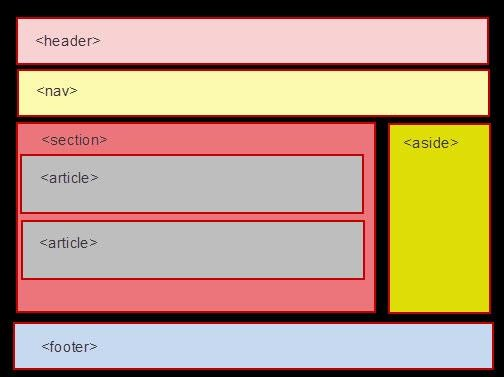 <header>
<nav>
<section>
<aside>
<article>
<article>
<footer>